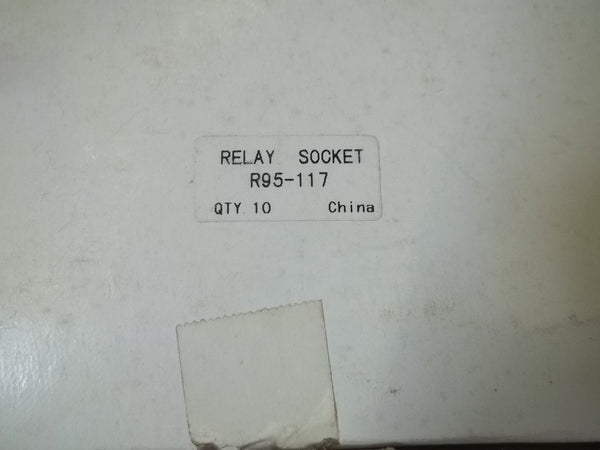 RELAY SOCKET
R95-117
QTY. 10 China